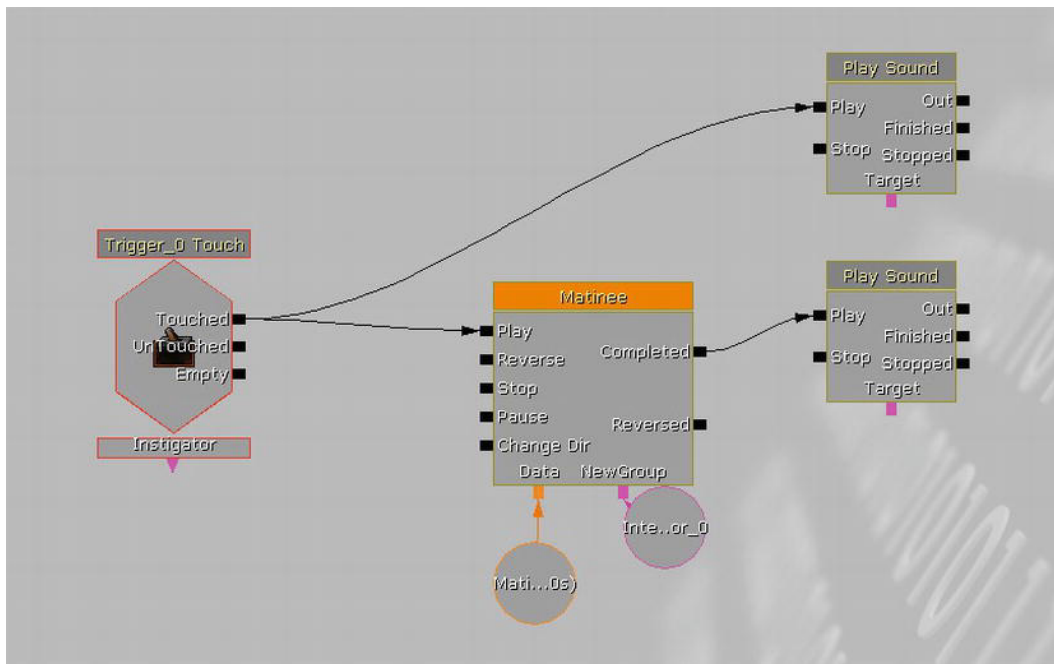 Play Sound
Play
Out
Finished
Stop
Stopped
Target
Trigger_0 Touch
Touched
UnTouched
Empty
Instigator
Matinee
Play
Completed
Reverse
Stop
Pause
Reversed
Change Dir
Data
NewGroup
Inte..or_0
Mati...0s)
Play Sound
Play
Out
Finished
Stop
Stopped
Target